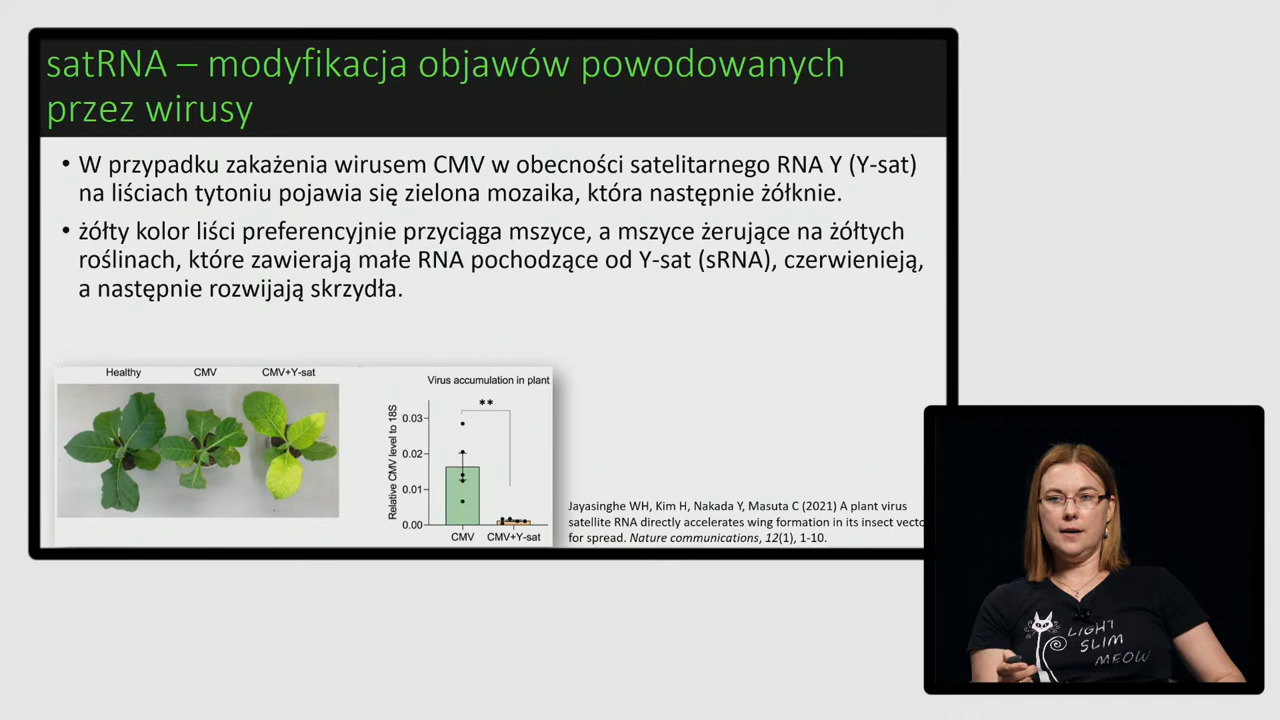 satRNA – modyfikacja objawów powodowanych
przez wirusy
• W przypadku zakażenia wirusem CMV w obecności satelitarnego RNA Y (Y-sat)
na liściach tytoniu pojawia się zielona mozaika, która następnie żółknie.
• żółty kolor liści preferencyjnie przyciąga mszyce, a mszyce żerujące na żółtych
roślinach, które zawierają małe RNA pochodzące od Y-sat (sRNA), czerwienieją,
a następnie rozwijają skrzydła.
Healthy CMV CMV+Y-sat
Virus accumulation in plant
**
Relative CMV level to 18S
0.03
0.02
0.01
0.00
CMV CMV+Y-sat
Jayasinghe WH, Kim H, Nakada Y, Masuta C (2021) A plant virus
satellite RNA directly accelerates wing formation in its insect vecto
for spread. Nature communications, 12(1), 1-10.
LIGHT
SLIM
MEOW